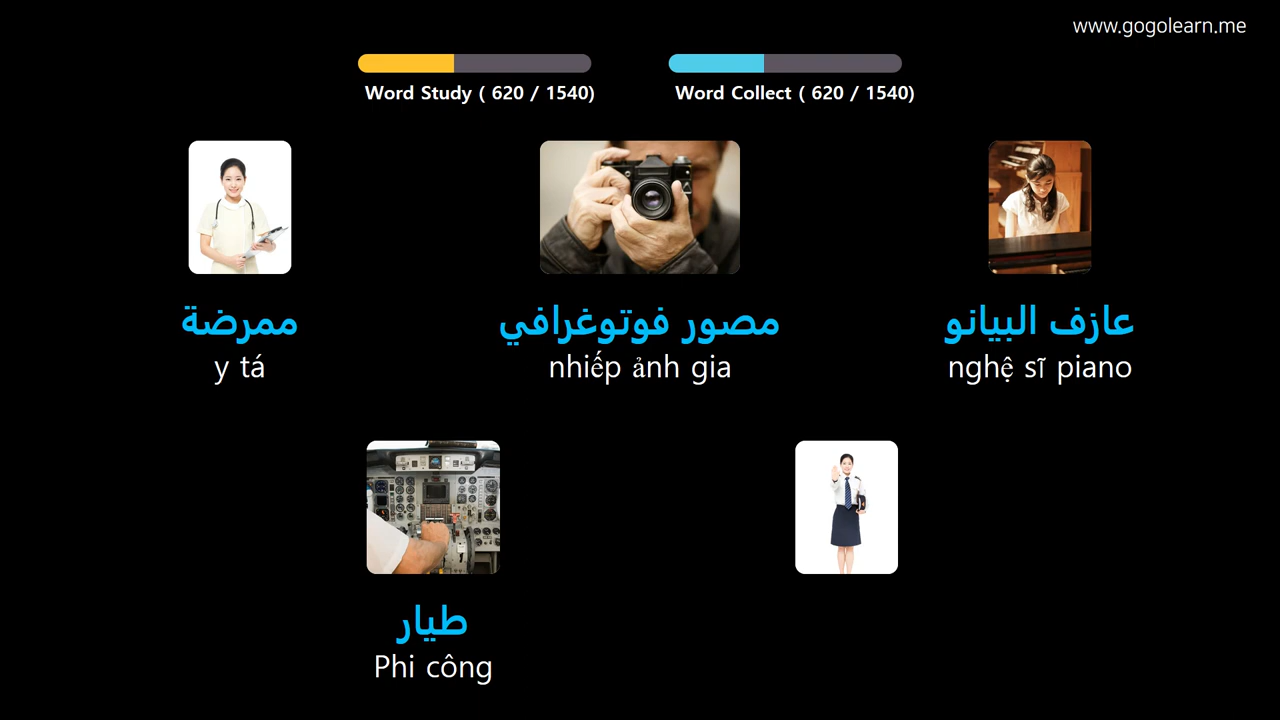 www.gogolearn.me
Word Study ( 620 / 1540)
Word Collect ( 620 / 1540)
ممرضة
y tá
مصور فوتوغرافي
nhiếp ảnh gia
عازف البيانو
nghệ sĩ piano
طيار
Phi công